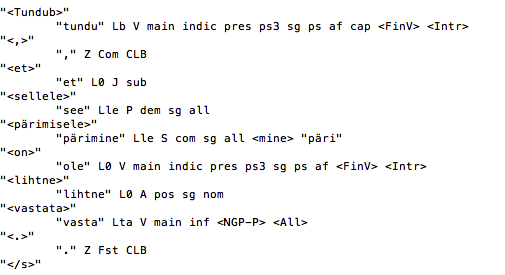 "<Tundub>"
"tundu" Lb V main indic pres ps3 sg ps af cap <FinV> <Intr>
"<,>"
"," Z Com CLB
"<et>"
"et" L0 J sub
"<sellele>"
"see" Lle P dem sg all
"<pärimisele>"
"pärimine" Lle S com sg all <mine> "päri"
"<on>"
"ole" L0 V main indic pres ps3 sg ps af <FinV> <Intr>
"<lihtne>"
"lihtne" L0 A pos sg nom
"<vastata>"
"vasta" Lta V main inf <NGP-P> <All>
"<.>"
"." Z Fst CLB
"</s>"